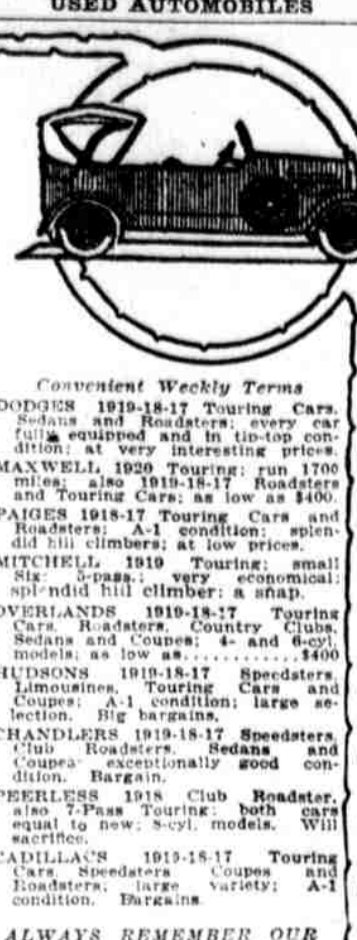 USED AUTOMOBILES
Convenient Weekly Terms
DODGES 1919-18-17 Touring Cars.
Sedans and Roadsters; every car
fully equipped and in tip-top con-
dition; at very interesting prices.
MAXWELL 1920 Touring; run 1700
miles; also 1919-18-17 Roadsters
and Touring Cars; as low as $400.
PAIGES 1918-17 Touring Cars and
Roadsters; A-1 condition; splen-
did hill climbers; at low prices.
MITCHELL 1919 Touring; small
Six; 5-pass.; very economical;
splendid hill climber; a snap.
OVERLANDS 1919-18-17 Touring
Cars, Roadsters, Country Clubs,
Sedans and Coupes; 4- and 6-cyl.
models; as low as............$400
HUDSONS 1919-18-17 Speedsters,
Limousines, Touring Cars and
Coupes; A-1 condition; large se-
lection. Big bargains.
CHANDLERS 1919-18-17 Speedsters,
Club Roadsters, Sedans and
Coupes exceptionally good con-
dition. Bargain.
PEERLESS 1918 Club Roadster,
also 7-Pass Touring; both cars
equal to new; 8-cyl. models. Will
sacrifice.
CADILLACS 1919-18-17 Touring
Cars, Speedsters Coupes and
Roadsters; large variety; A-1
condition. Bargains
ALWAYS REMEMBER OUR